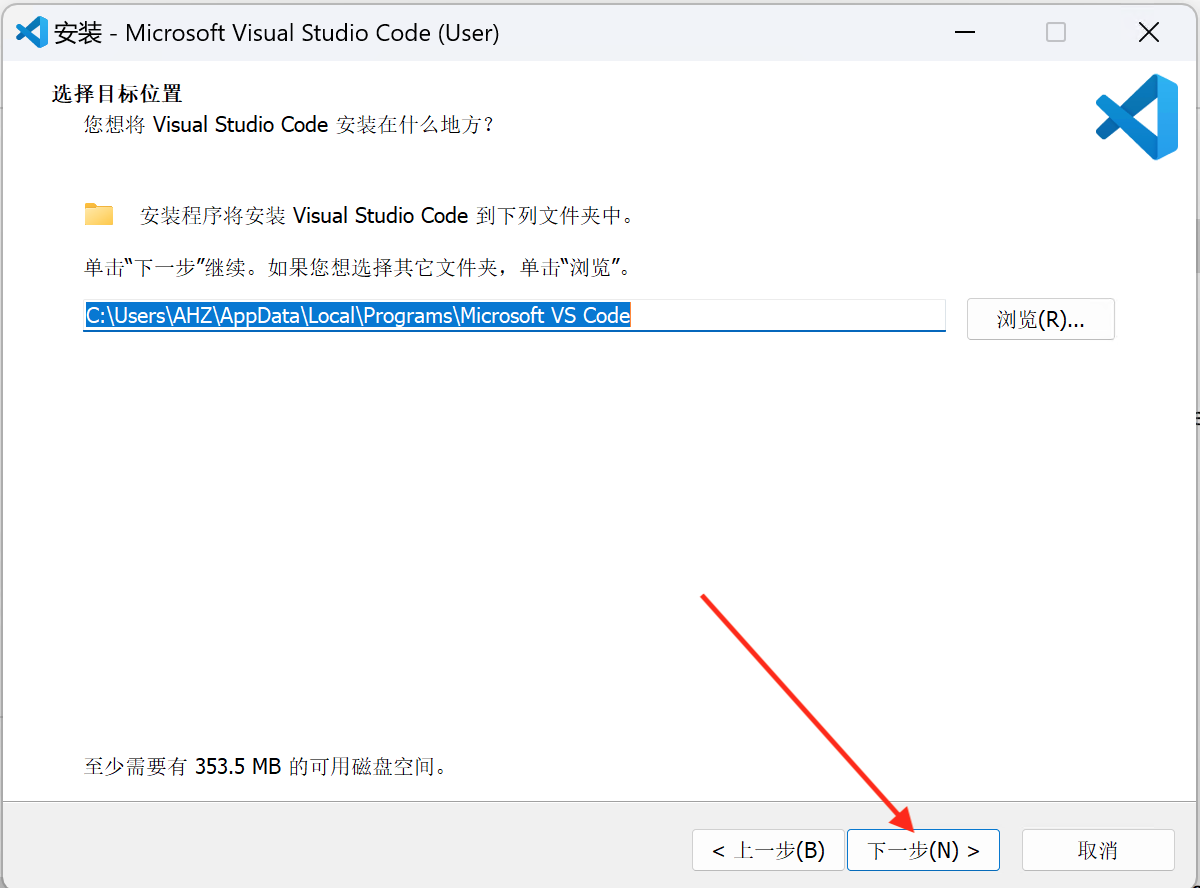 安装 - Microsoft Visual Studio Code (User)
选择目标位置
您想将 Visual Studio Code 安装在什么地方？
安装程序将安装 Visual Studio Code 到下列文件夹中。
单击“下一步”继续。如果您想选择其它文件夹，单击“浏览”。
C:\Users\AHZ\AppData\Local\Programs\Microsoft VS Code
浏览(R)...
至少需要有 353.5 MB 的可用磁盘空间。
< 上一步(B)
下一步(N) >
取消